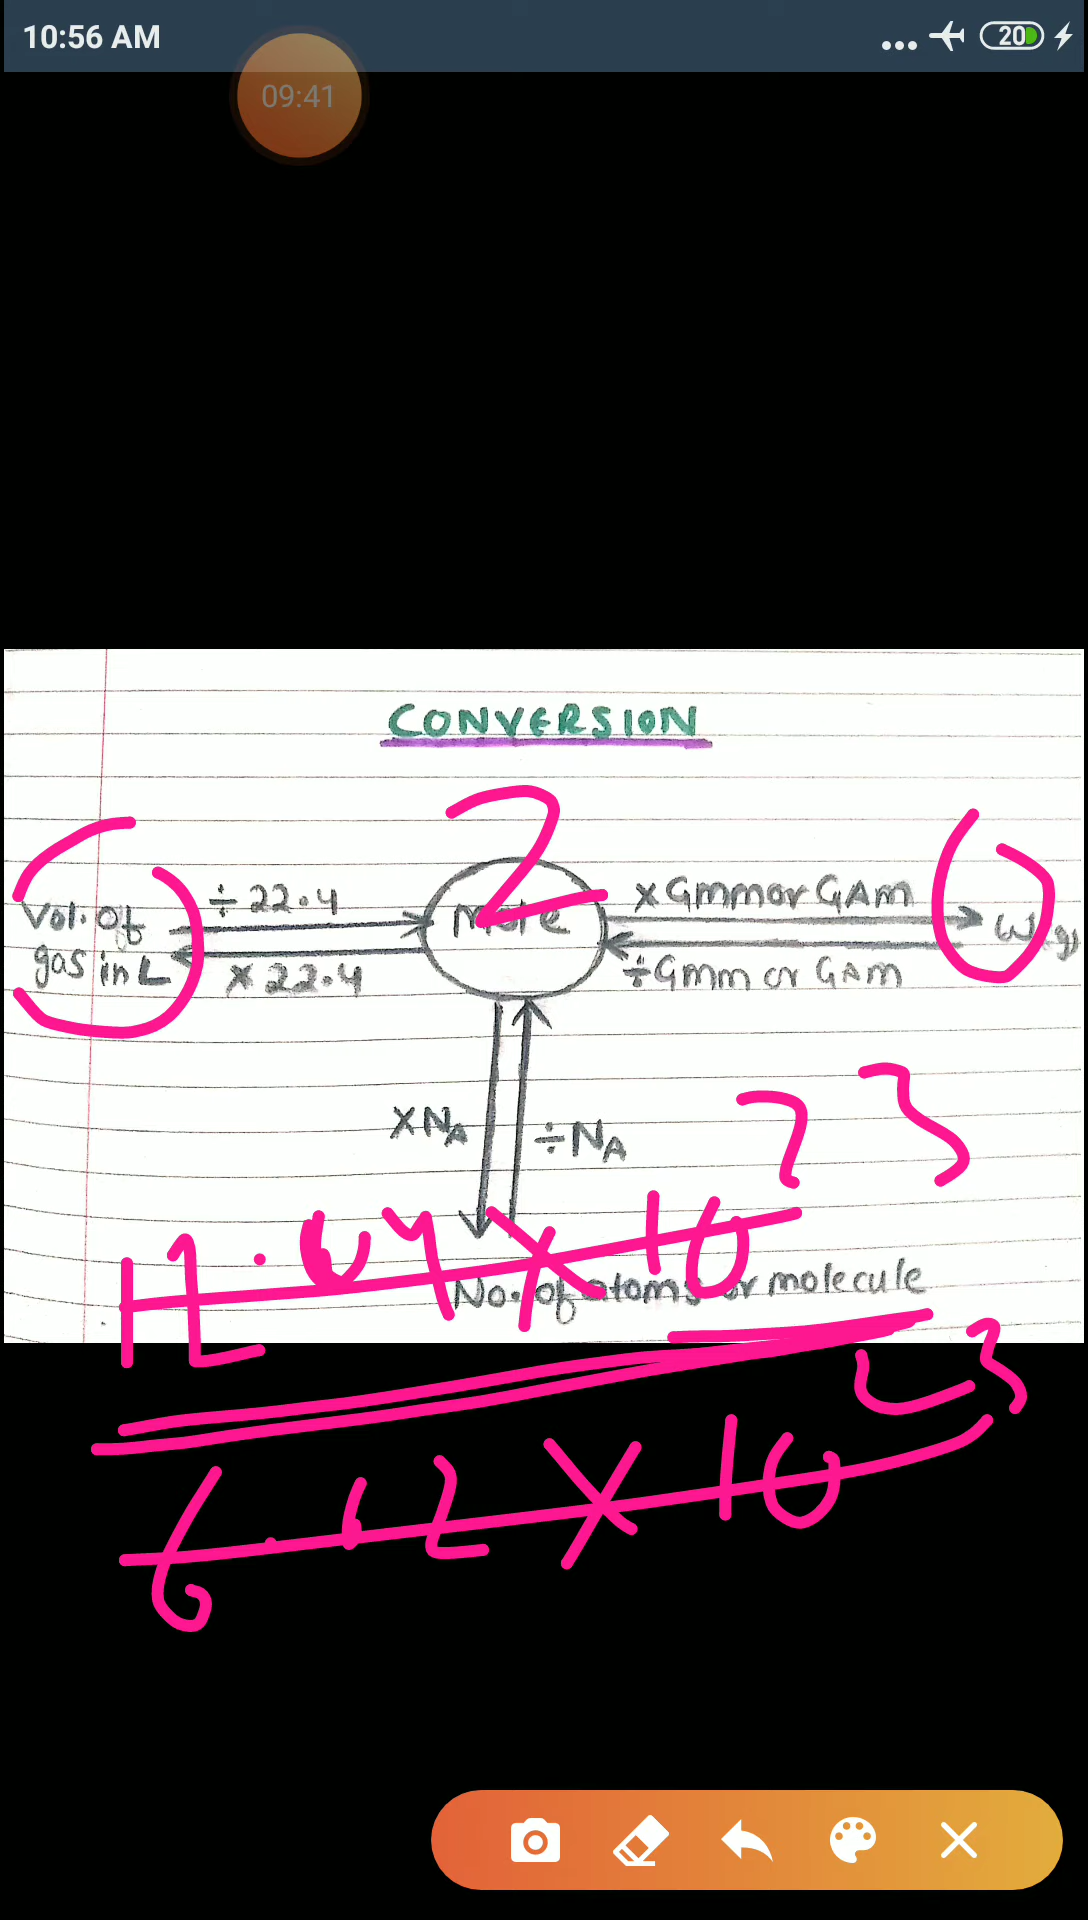 10:56 AM
20
09:41
CONVERSION
2
÷ 22.4
mole
x Gmm or GAm
Vol. of
gas in L
x 22.4
÷ Gmm or GAm
W. g
x NA
÷ NA
12.04 x 10 23
No. of atoms or molecule
6.02 x 10 23